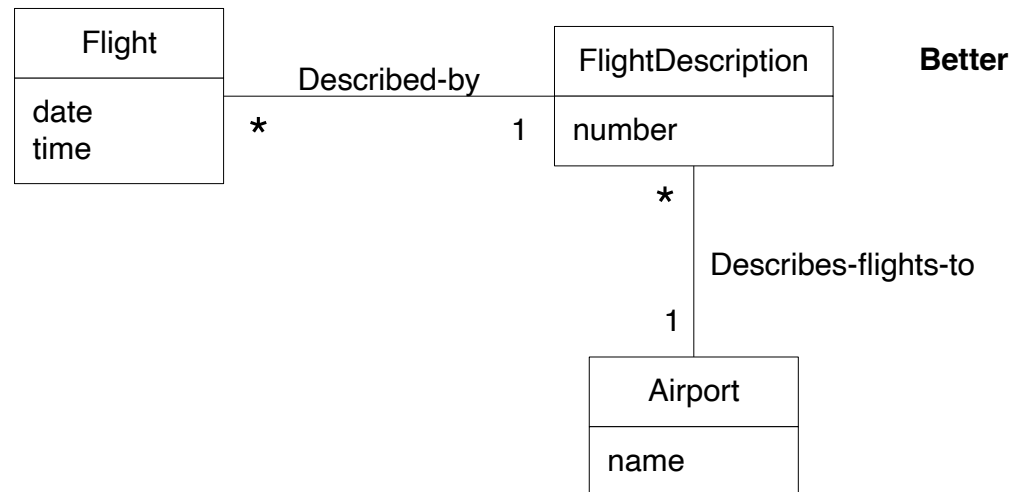 Flight
date
time
Described-by
*
1
FlightDescription
number
Better
*
Describes-flights-to
1
Airport
name